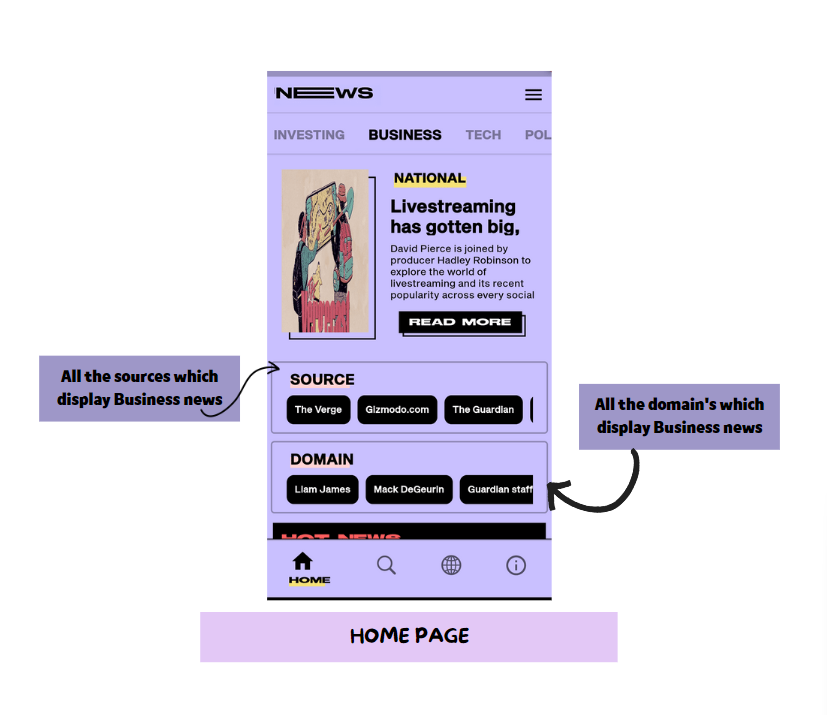 NEWS
INVESTING BUSINESS TECH POL
NATIONAL
Livestreaming
has gotten big,
David Pierce is joined by
producer Hadley Robinson to
explore the world of
livestreaming and its recent
popularity across every social
READ MORE
All the sources which
display Business news
SOURCE
The Verge Gizmodo.com The Guardian
All the domain's which
display Business news
DOMAIN
Liam James Mack DeGeurin Guardian staff
HOT NEWS
HOME
HOME PAGE